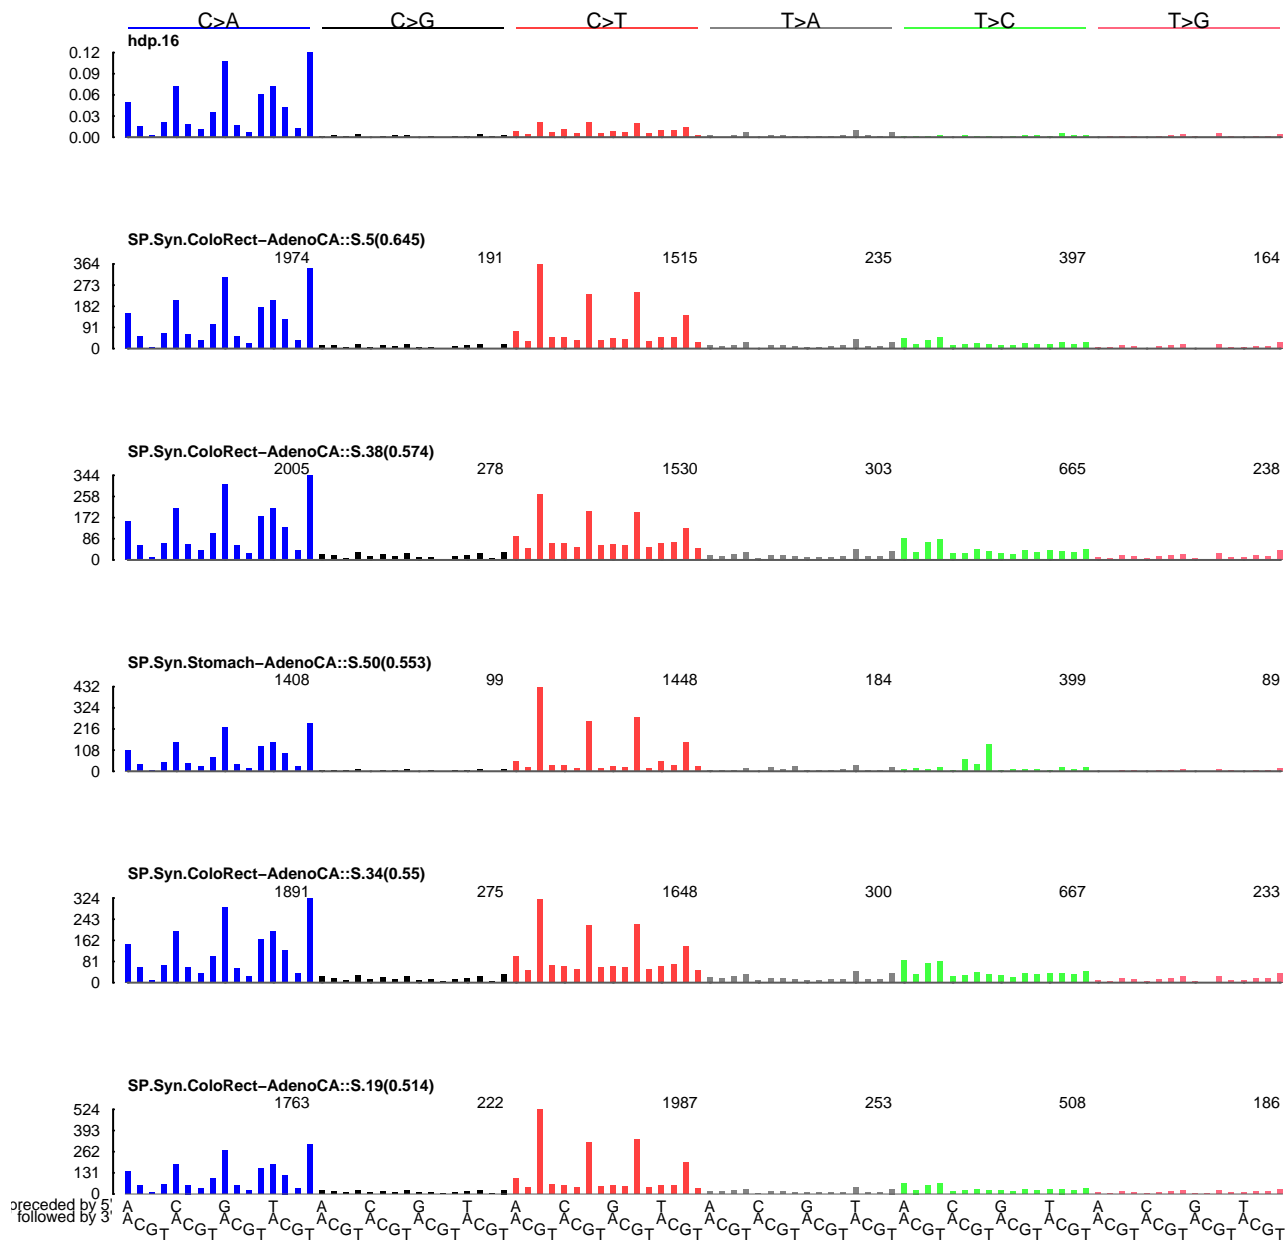 C>A C>G C>T T>A T>C T>G
hdp.16
0.12
0.09
0.06
0.03
0.00
SP.Syn.ColoRect−AdenoCA::S.5(0.645)
1974 191 1515 235 397 164
364
273
182
91
0
SP.Syn.ColoRect−AdenoCA::S.38(0.574)
2005 278 1530 303 665 238
344
258
172
86
0
SP.Syn.Stomach−AdenoCA::S.50(0.553)
1408 99 1448 184 399 89
432
324
216
108
0
SP.Syn.ColoRect−AdenoCA::S.34(0.55)
1891 275 1648 300 667 233
324
243
162
81
0
SP.Syn.ColoRect−AdenoCA::S.19(0.514)
1763 222 1987 253 508 186
524
393
262
131
0
preceded by 5' A C G T A C G T A C G T A C G T A C G T A C G T
followed by 3' A C G T A C G T A C G T A C G T A C G T A C G T A C G T A C G T A C G T A C G T A C G T A C G T A C G T A C G T A C G T A C G T A C G T A C G T A C G T A C G T A C G T A C G T A C G T A C G T